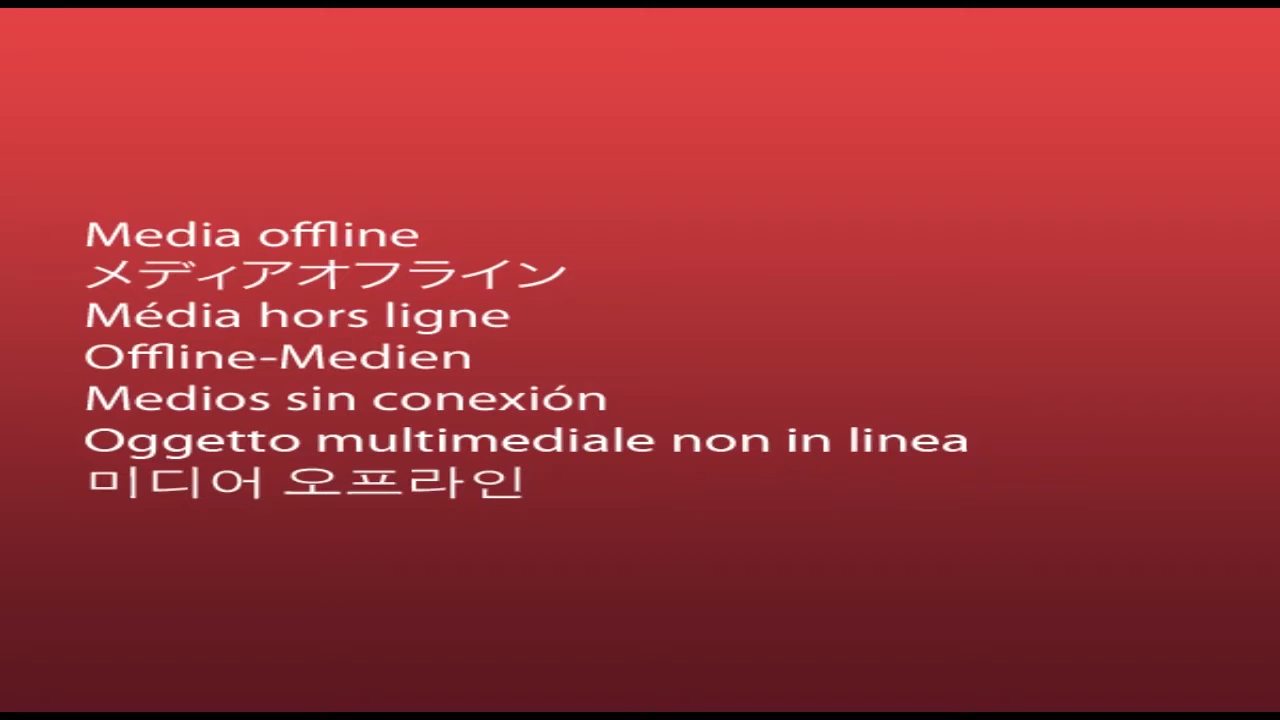 Media offline
メディアオフライン
Média hors ligne
Offline-Medien
Medios sin conexión
Oggetto multimediale non in linea
미디어 오프라인